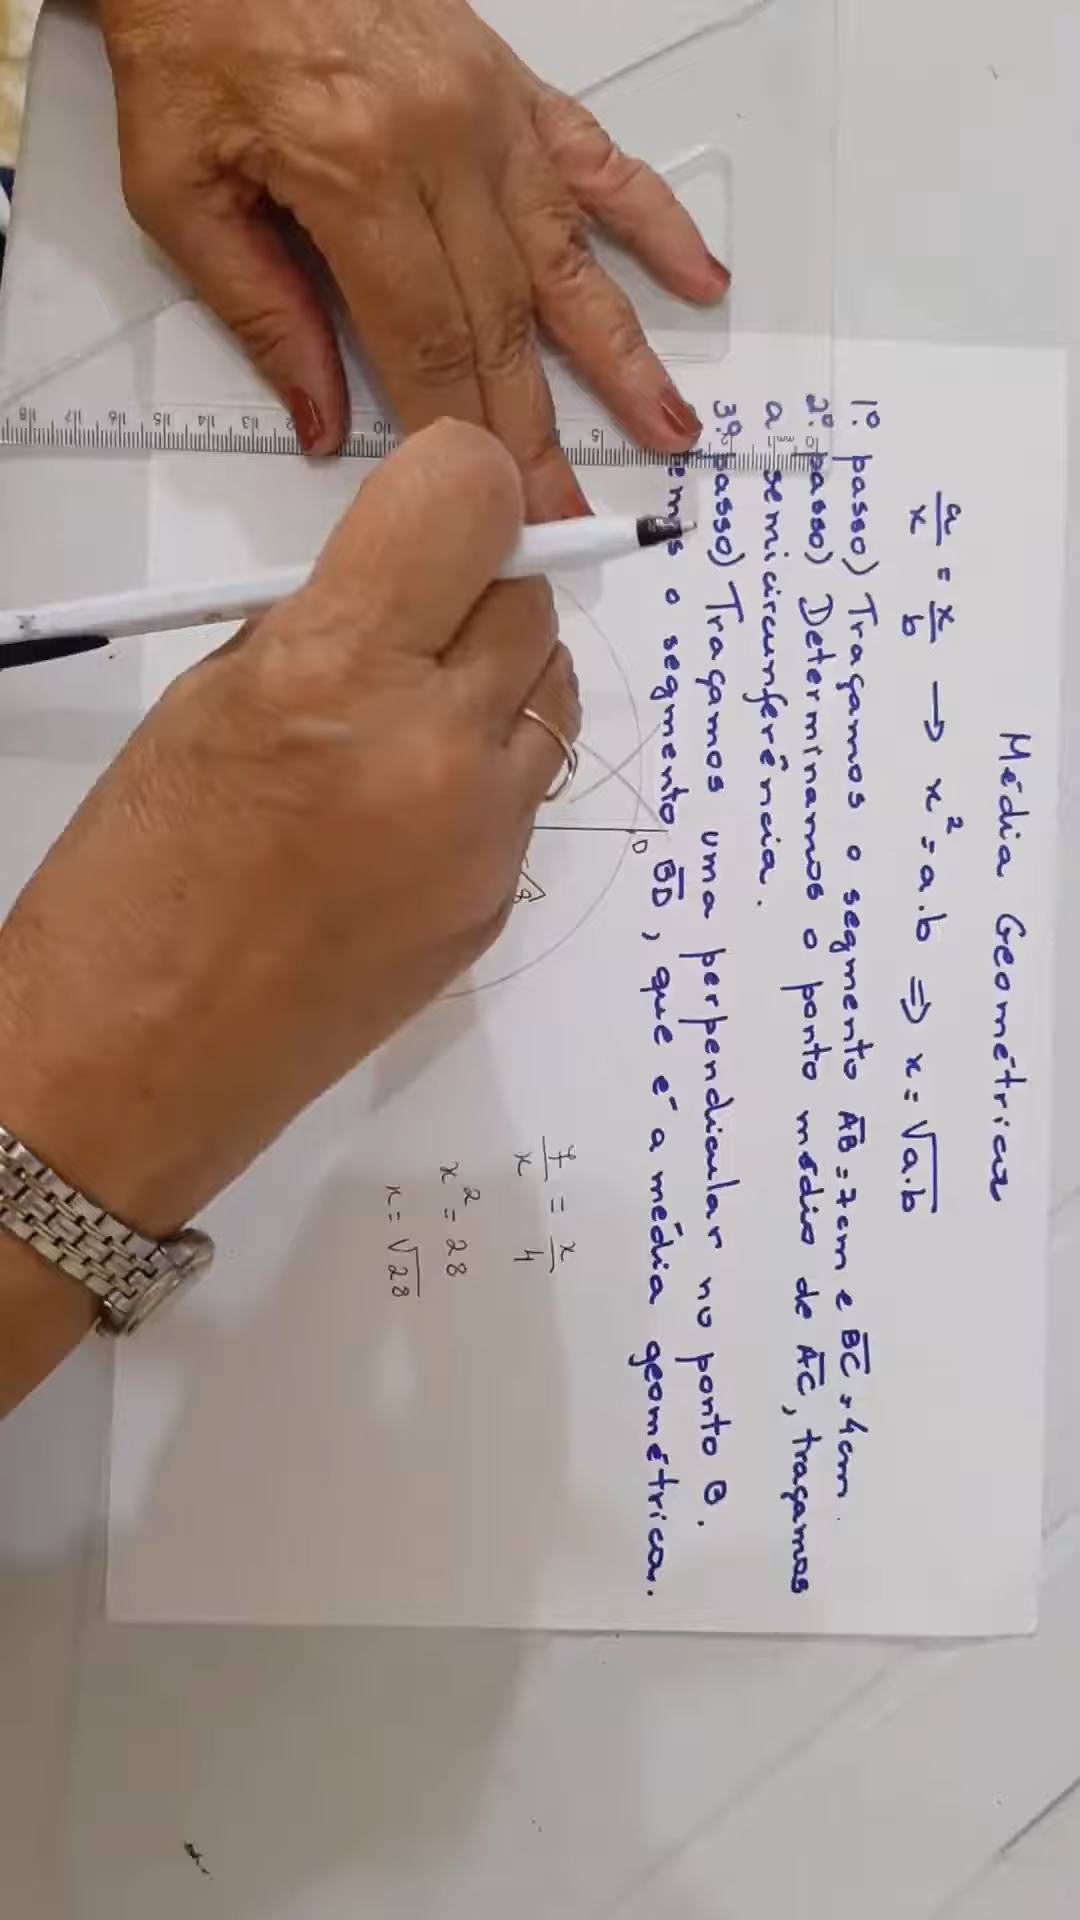 Média Geométrica
a/x = x/b → x² = a.b ⇒ x = √a.b
1º passo) Traçamos o segmento AB = 7cm e BC = 4cm.
2º passo) Determinamos o ponto médio de AC, traçamos
a semicircunferência.
3º passo) Traçamos uma perpendicular no ponto B.
o segmento BD, que é a média geométrica.
D
7/x = x/4
x² = 28
x = √28